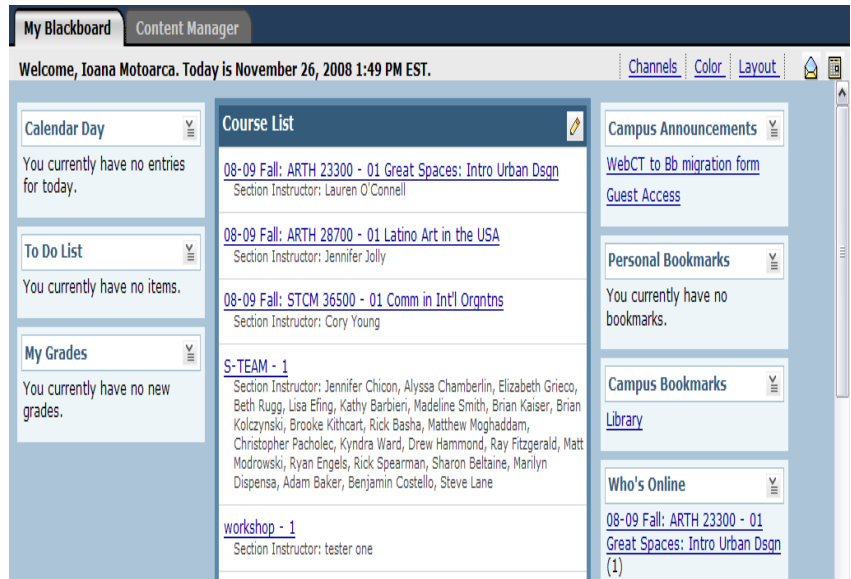 My Blackboard
Content Manager
Welcome, Ioana Motoarca. Today is November 26, 2008 1:49 PM EST.
Channels
Color
Layout
Calendar Day
You currently have no entries
for today.
To Do List
You currently have no items.
My Grades
You currently have no new
grades.
Course List
08-09 Fall: ARTH 23300 - 01 Great Spaces: Intro Urban Dsgn
Section Instructor: Lauren O'Connell
08-09 Fall: ARTH 28700 - 01 Latino Art in the USA
Section Instructor: Jennifer Jolly
08-09 Fall: STCM 36500 - 01 Comm in Int'l Orgntns
Section Instructor: Cory Young
S-TEAM - 1
Section Instructor: Jennifer Chicon, Alyssa Chamberlin, Elizabeth Grieco,
Beth Rugg, Lisa Efing, Kathy Barbieri, Madeline Smith, Brian Kaiser, Brian
Kolczynski, Brooke Kithcart, Rick Basha, Matthew Moghaddam,
Christopher Pacholec, Kyndra Ward, Drew Hammond, Ray Fitzgerald, Matt
Modrowski, Ryan Engels, Rick Spearman, Sharon Beltaine, Marilyn
Dispensa, Adam Baker, Benjamin Costello, Steve Lane
workshop - 1
Section Instructor: tester one
Campus Announcements
WebCT to Bb migration form
Guest Access
Personal Bookmarks
You currently have no
bookmarks.
Campus Bookmarks
Library
Who's Online
08-09 Fall: ARTH 23300 - 01
Great Spaces: Intro Urban Dsgn
(1)